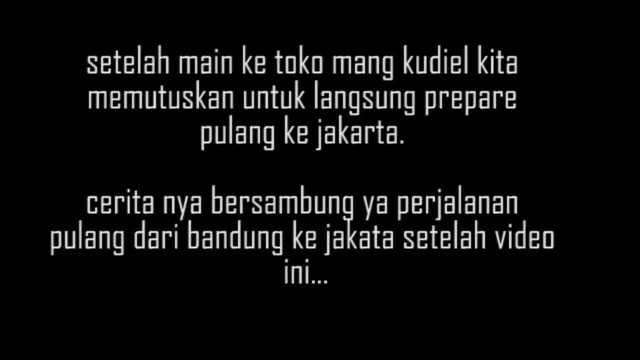 setelah main ke toko mang kudiel kita
memutuskan untuk langsung prepare
pulang ke jakarta.
cerita nya bersambung ya perjalanan
pulang dari bandung ke jakata setelah video
ini...